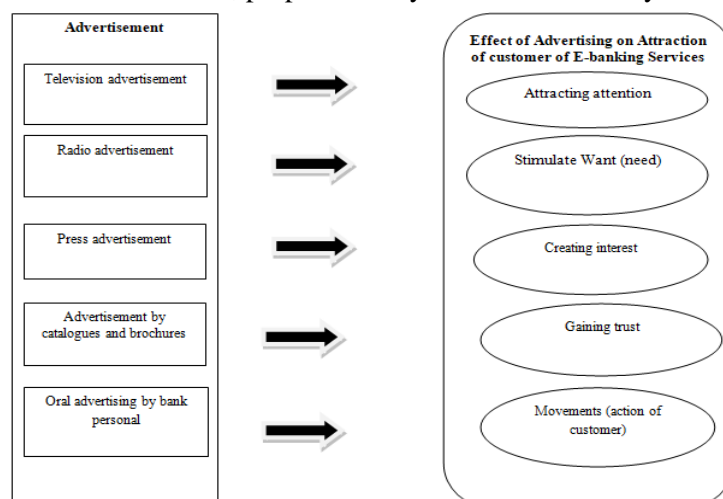 Advertisement
Television advertisement
Radio advertisement
Press advertisement
Advertisement by
catalogues and brochures
Oral advertising by bank
personal
Effect of Advertising on Attraction
of customer of E-banking Services
Attracting attention
Stimulate Want (need)
Creating interest
Gaining trust
Movements (action of
customer)